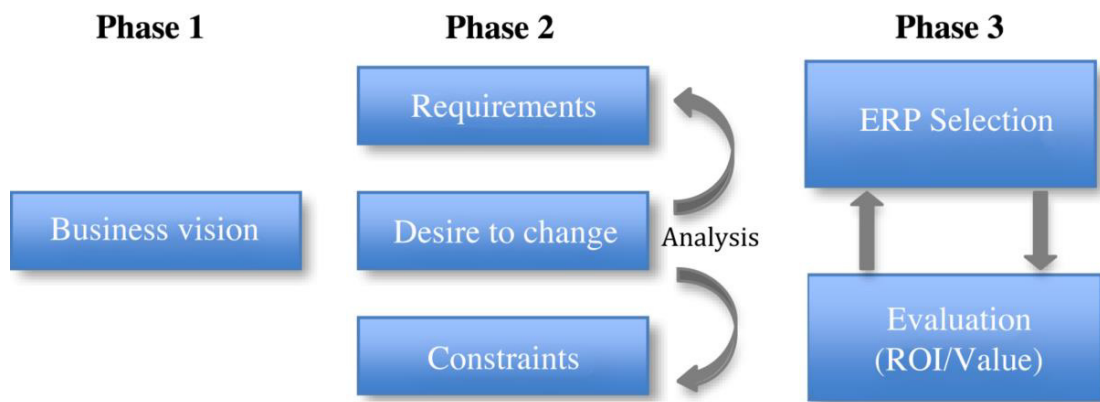 Phase 1
Phase 2
Phase 3
Requirements
ERP Selection
Business vision
Desire to change
Analysis
Constraints
Evaluation
(ROI/Value)